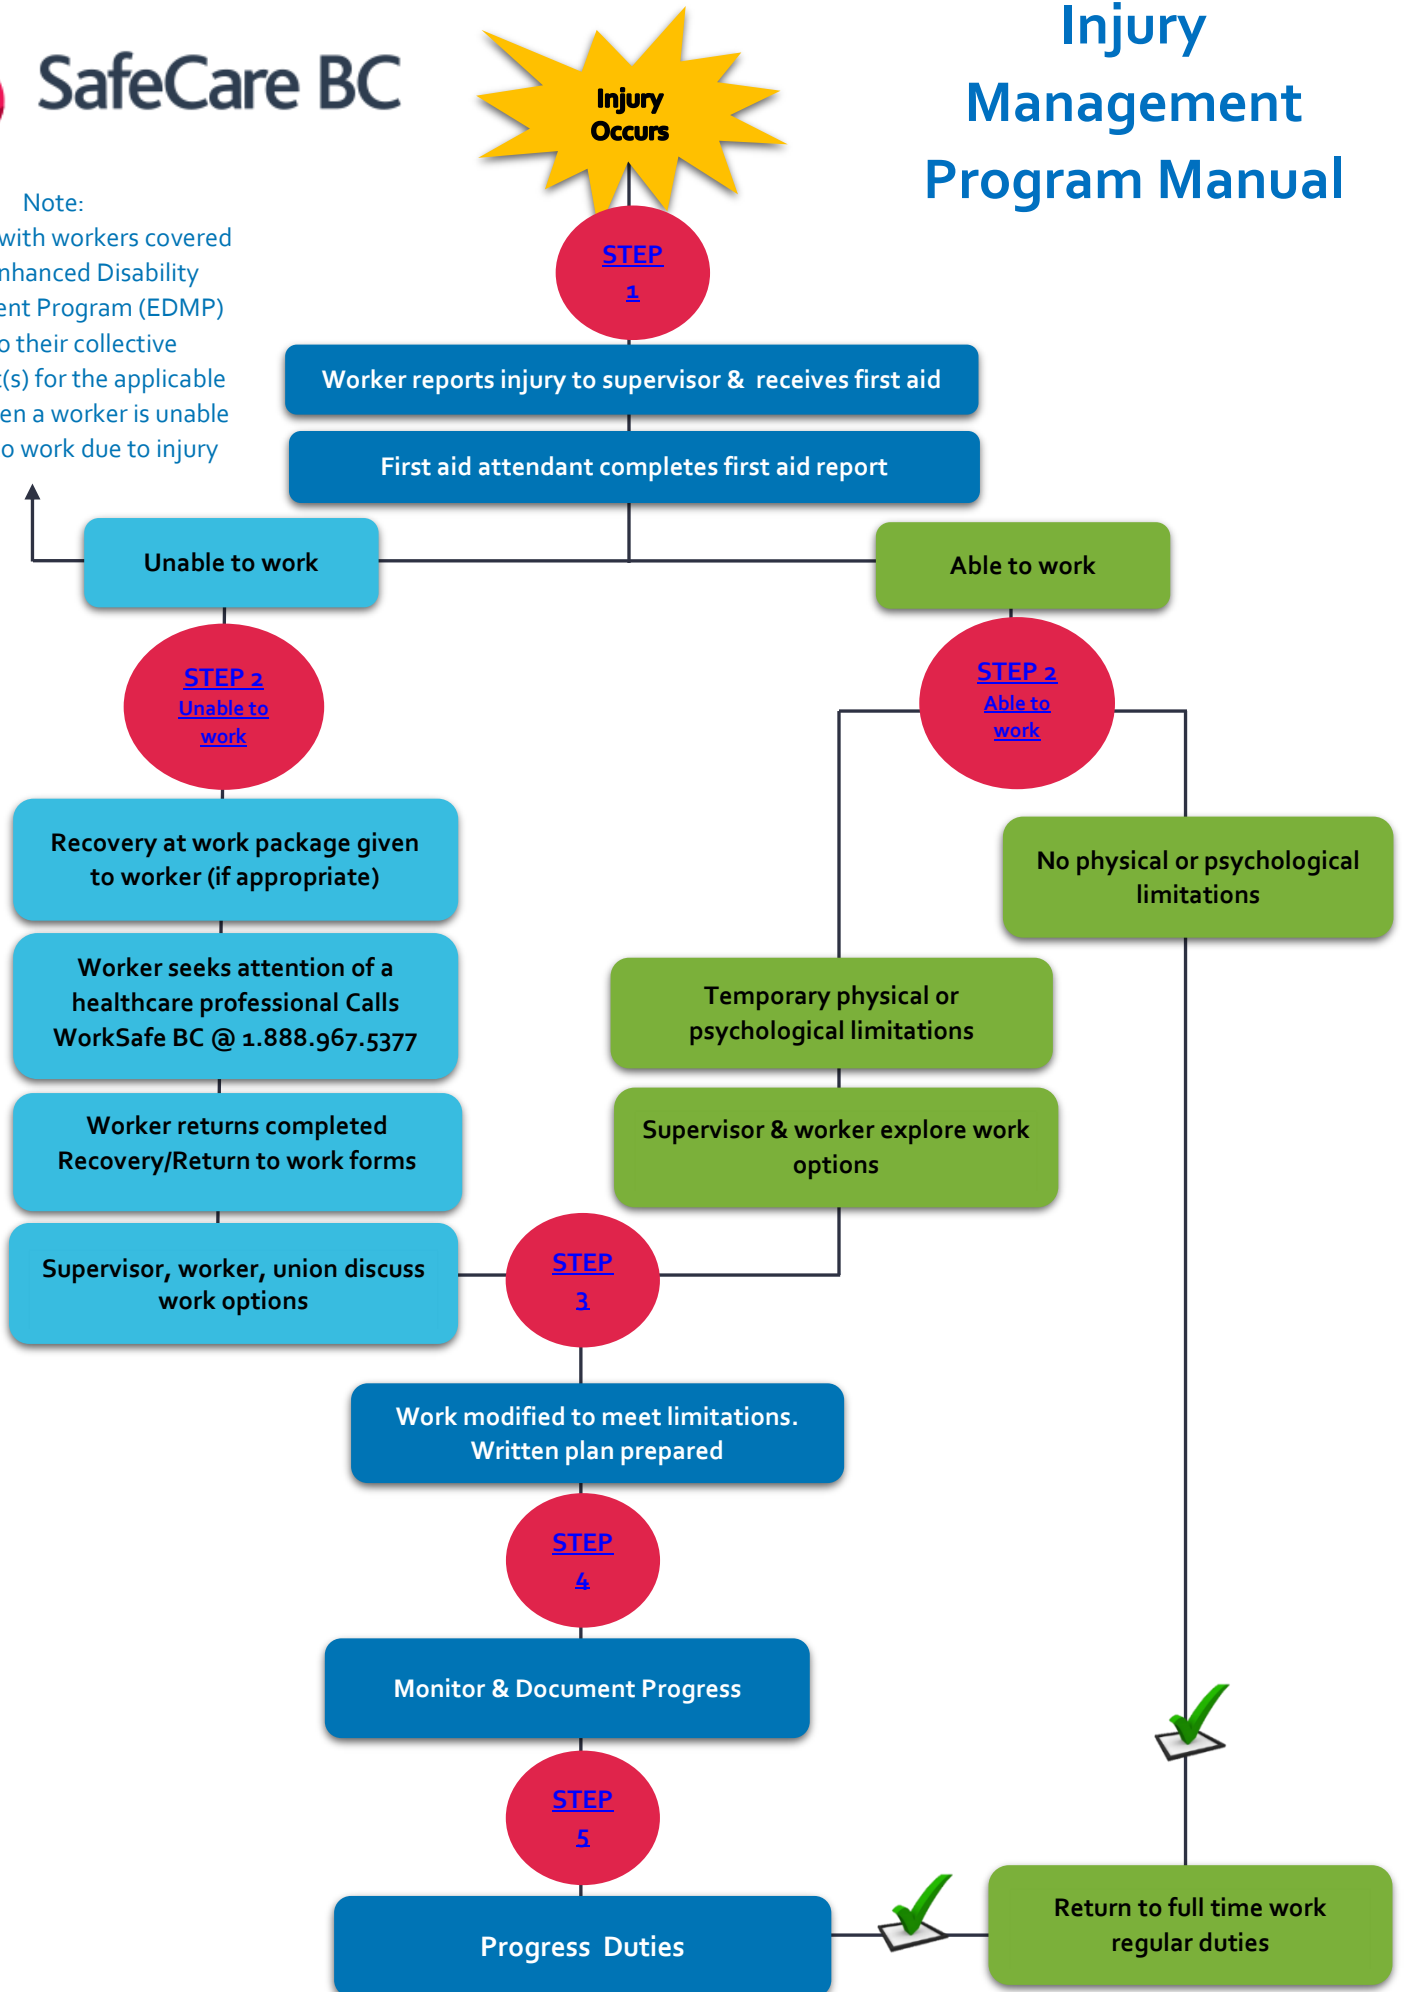 SafeCare BC
Injury
Management
Program Manual
Injury
Occurs
Note:
with workers covered
nhanced Disability
ent Program (EDMP)
o their collective
t(s) for the applicable
en a worker is unable
o work due to injury
STEP
1
Worker reports injury to supervisor & receives first aid
First aid attendant completes first aid report
Unable to work
Able to work
STEP 2
Unable to
work
STEP 2
Able to
work
Recovery at work package given
to worker (if appropriate)
No physical or psychological
limitations
Worker seeks attention of a
healthcare professional Calls
WorkSafe BC @ 1.888.967.5377
Temporary physical or
psychological limitations
Worker returns completed
Recovery/Return to work forms
Supervisor & worker explore work
options
Supervisor, worker, union discuss
work options
STEP
3
Work modified to meet limitations.
Written plan prepared
STEP
4
Monitor & Document Progress
STEP
5
Progress Duties
Return to full time work
regular duties